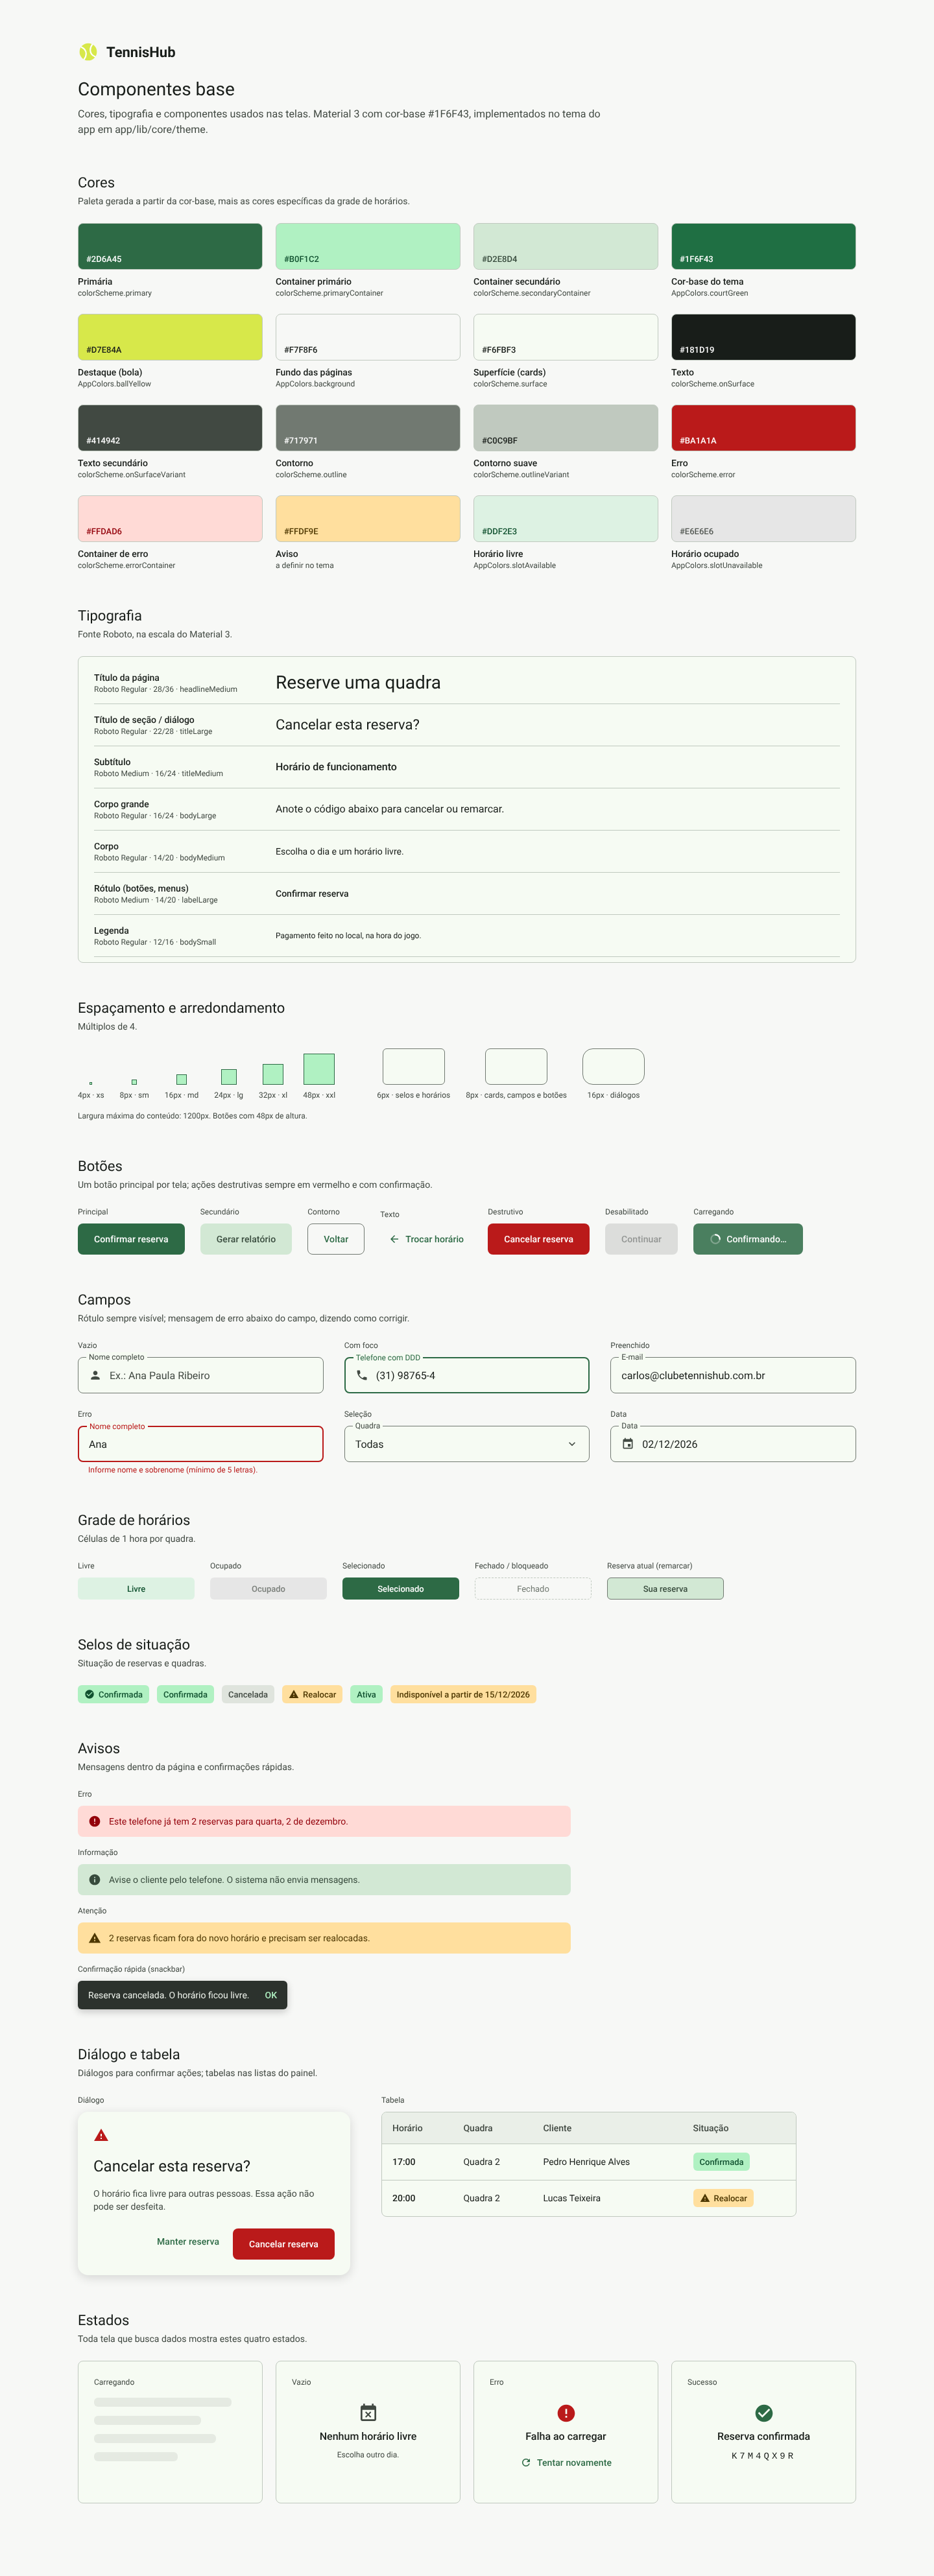 TennisHub
Componentes base
Cores, tipografia e componentes usados nas telas. Material 3 com cor-base #1F6F43, implementados no tema do
app em app/lib/core/theme.
Cores
Paleta gerada a partir da cor-base, mais as cores específicas da grade de horários.
#2D6A45
Primária
colorScheme.primary
#B0F1C2
Container primário
colorScheme.primaryContainer
#D2E8D4
Container secundário
colorScheme.secondaryContainer
#1F6F43
Cor-base do tema
AppColors.courtGreen
#D7E84A
Destaque (bola)
AppColors.ballYellow
#F7F8F6
Fundo das páginas
AppColors.background
#F6FBF3
Superfície (cards)
colorScheme.surface
#181D19
Texto
colorScheme.onSurface
#414942
Texto secundário
colorScheme.onSurfaceVariant
#717971
Contorno
colorScheme.outline
#C0C9BF
Contorno suave
colorScheme.outlineVariant
#BA1A1A
Erro
colorScheme.error
#FFDAD6
Container de erro
colorScheme.errorContainer
#FFDF9E
Aviso
a definir no tema
#DDF2E3
Horário livre
AppColors.slotAvailable
#E6E6E6
Horário ocupado
AppColors.slotUnavailable
Tipografia
Fonte Roboto, na escala do Material 3.
Título da página
Roboto Regular · 28/36 · headlineMedium
Reserve uma quadra
Título de seção / diálogo
Roboto Regular · 22/28 · titleLarge
Cancelar esta reserva?
Subtítulo
Roboto Medium · 16/24 · titleMedium
Horário de funcionamento
Corpo grande
Roboto Regular · 16/24 · bodyLarge
Anote o código abaixo para cancelar ou remarcar.
Corpo
Roboto Regular · 14/20 · bodyMedium
Escolha o dia e um horário livre.
Rótulo (botões, menus)
Roboto Medium · 14/20 · labelLarge
Confirmar reserva
Legenda
Roboto Regular · 12/16 · bodySmall
Pagamento feito no local, na hora do jogo.
Espaçamento e arredondamento
Múltiplos de 4.
4px · xs
8px · sm
16px · md
24px · lg
32px · xl
48px · xxl
6px · selos e horários
8px · cards, campos e botões
16px · diálogos
Largura máxima do conteúdo: 1200px. Botões com 48px de altura.
Botões
Um botão principal por tela; ações destrutivas sempre em vermelho e com confirmação.
Principal
Confirmar reserva
Secundário
Gerar relatório
Contorno
Voltar
Texto
Trocar horário
Destrutivo
Cancelar reserva
Desabilitado
Continuar
Carregando
Confirmando…
Campos
Rótulo sempre visível; mensagem de erro abaixo do campo, dizendo como corrigir.
Vazio
Nome completo
Ex.: Ana Paula Ribeiro
Com foco
Telefone com DDD
(31) 98765-4
Preenchido
E-mail
carlos@clubetennishub.com.br
Erro
Nome completo
Ana
Informe nome e sobrenome (mínimo de 5 letras).
Seleção
Quadra
Todas
Data
Data
02/12/2026
Grade de horários
Células de 1 hora por quadra.
Livre
Livre
Ocupado
Ocupado
Selecionado
Selecionado
Fechado / bloqueado
Fechado
Reserva atual (remarcar)
Sua reserva
Selos de situação
Situação de reservas e quadras.
Confirmada
Confirmada
Cancelada
Realocar
Ativa
Indisponível a partir de 15/12/2026
Avisos
Mensagens dentro da página e confirmações rápidas.
Erro
Este telefone já tem 2 reservas para quarta, 2 de dezembro.
Informação
Avise o cliente pelo telefone. O sistema não envia mensagens.
Atenção
2 reservas ficam fora do novo horário e precisam ser realocadas.
Confirmação rápida (snackbar)
Reserva cancelada. O horário ficou livre. OK
Diálogo e tabela
Diálogos para confirmar ações; tabelas nas listas do painel.
Diálogo
Cancelar esta reserva?
O horário fica livre para outras pessoas. Essa ação não
pode ser desfeita.
Manter reserva
Cancelar reserva
Tabela
Horário Quadra Cliente Situação
17:00 Quadra 2 Pedro Henrique Alves Confirmada
20:00 Quadra 2 Lucas Teixeira Realocar
Estados
Toda tela que busca dados mostra estes quatro estados.
Carregando
Vazio
Nenhum horário livre
Escolha outro dia.
Erro
Falha ao carregar
Tentar novamente
Sucesso
Reserva confirmada
K7M4QX9R